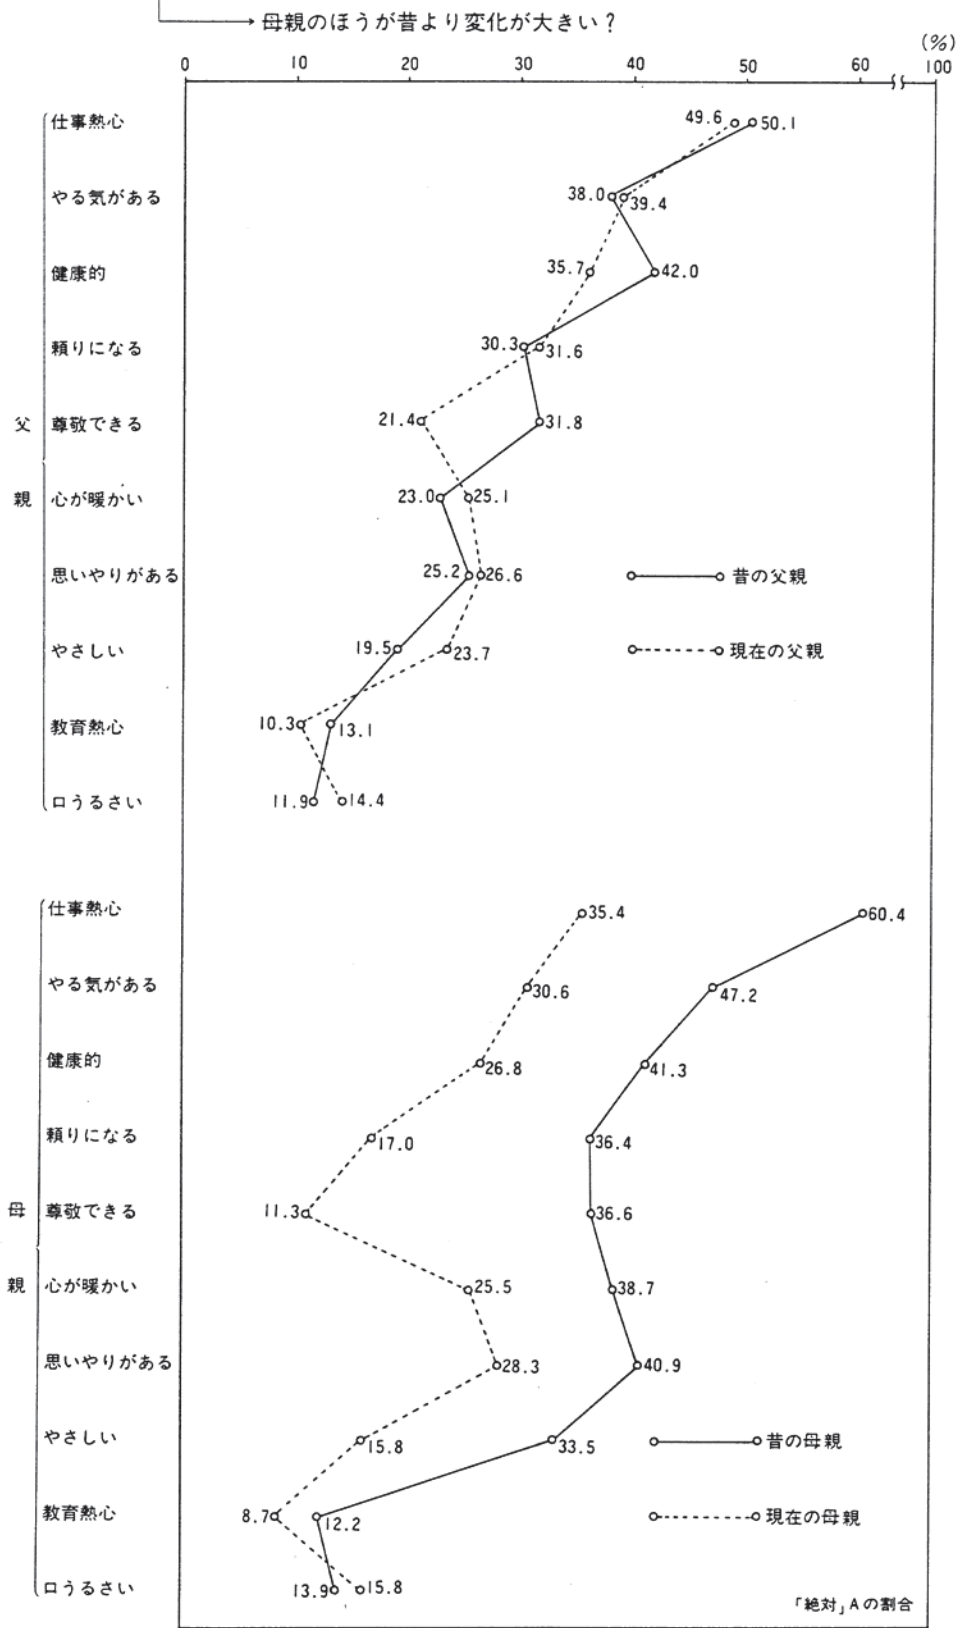 母親のほうが昔より変化が大きい?
(%)
0 10 20 30 40 50 60 100
仕事熱心 49.6 50.1
やる気がある 38.0 39.4
健康的 35.7 42.0
頼りになる 30.3 31.6
父 尊敬できる 21.4 31.8
親 心が暖かい 23.0 25.1
思いやりがある 25.2 26.6 昔の父親
やさしい 19.5 23.7 現在の父親
教育熱心 10.3 13.1
口うるさい 11.9 14.4
仕事熱心 35.4 60.4
やる気がある 30.6 47.2
健康的 26.8 41.3
頼りになる 17.0 36.4
母 尊敬できる 11.3 36.6
親 心が暖かい 25.5 38.7
思いやりがある 28.3 40.9
やさしい 15.8 33.5 昔の母親
教育熱心 8.7 12.2 現在の母親
口うるさい 13.9 15.8
「絶対」Aの割合